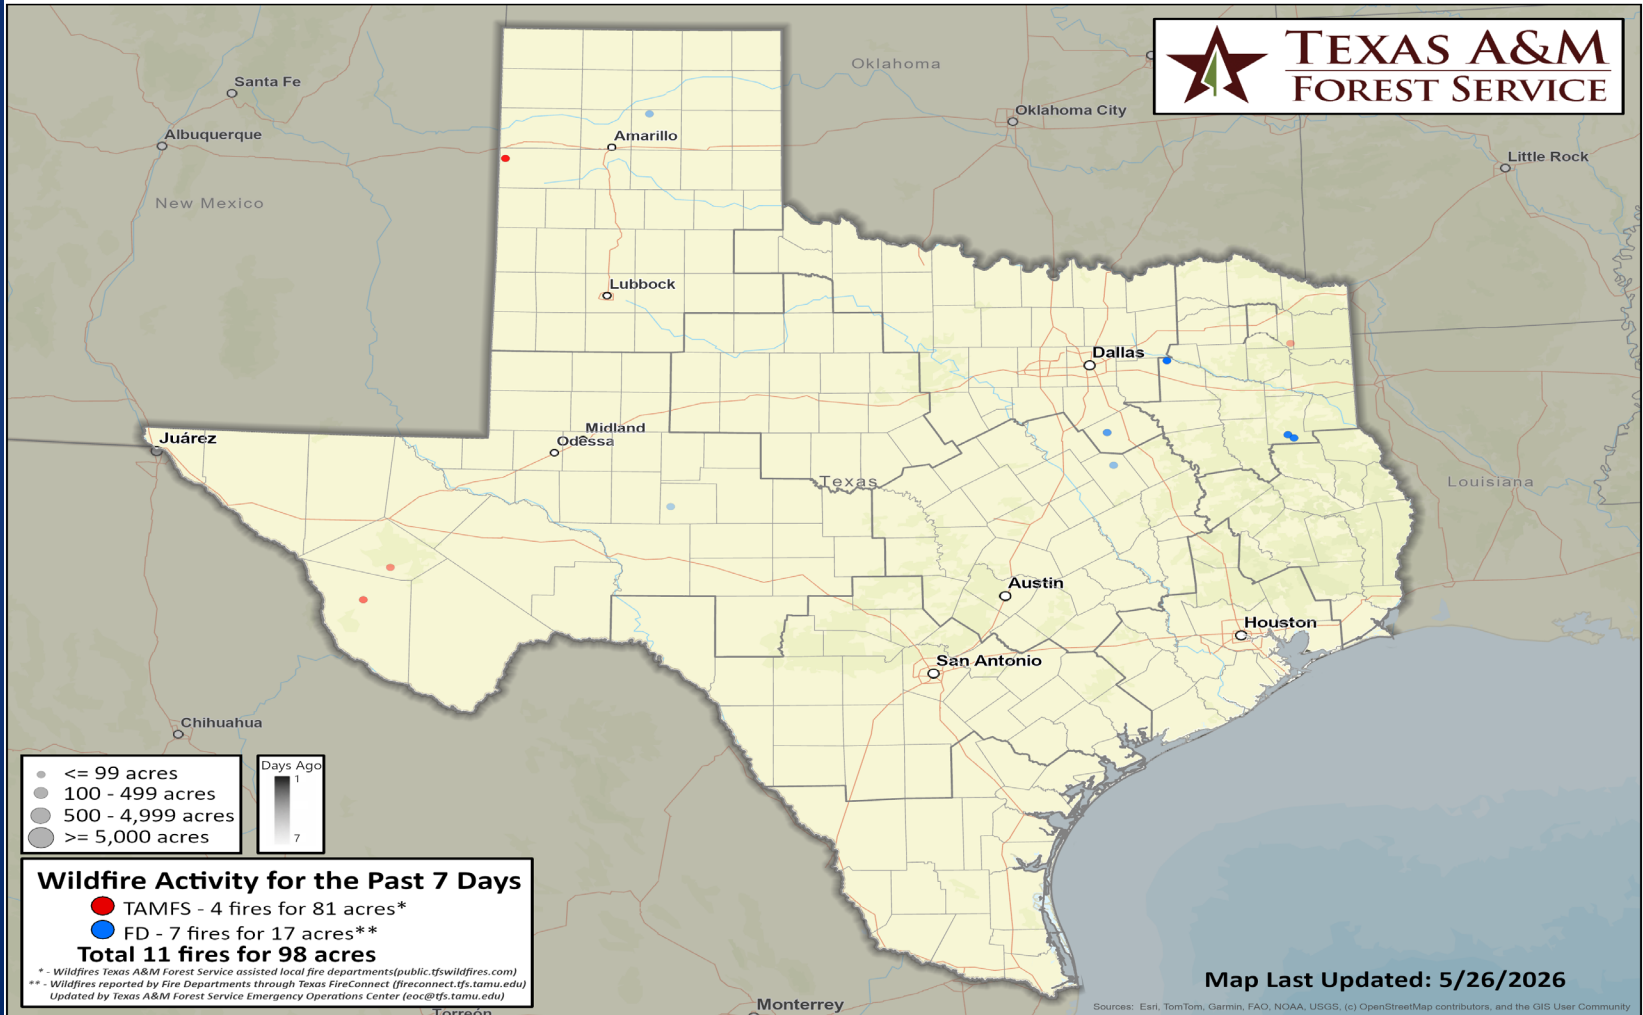 TEXAS A&M
FOREST SERVICE
Oklahoma
Santa Fe
Oklahoma City
Albuquerque
Amarillo
Little Rock
New Mexico
Lubbock
Dallas
Juárez
Midland
Odessa
Texas
Louisiana
Austin
Houston
San Antonio
Chihuahua
<= 99 acres
100 - 499 acres
500 - 4,999 acres
>= 5,000 acres
Days Ago
1
7
Wildfire Activity for the Past 7 Days
TAMFS - 4 fires for 81 acres*
FD - 7 fires for 17 acres**
Total 11 fires for 98 acres
* - Wildfires Texas A&M Forest Service assisted local fire departments(public.tfswildfires.com)
** - Wildfires reported by Fire Departments through Texas FireConnect (fireconnect.tfs.tamu.edu)
Updated by Texas A&M Forest Service Emergency Operations Center (eoc@tfs.tamu.edu)
Map Last Updated: 5/26/2026
Monterrey
Sources: Esri, TomTom, Garmin, FAO, NOAA, USGS, (c) OpenStreetMap contributors, and the GIS User Community
Torreón